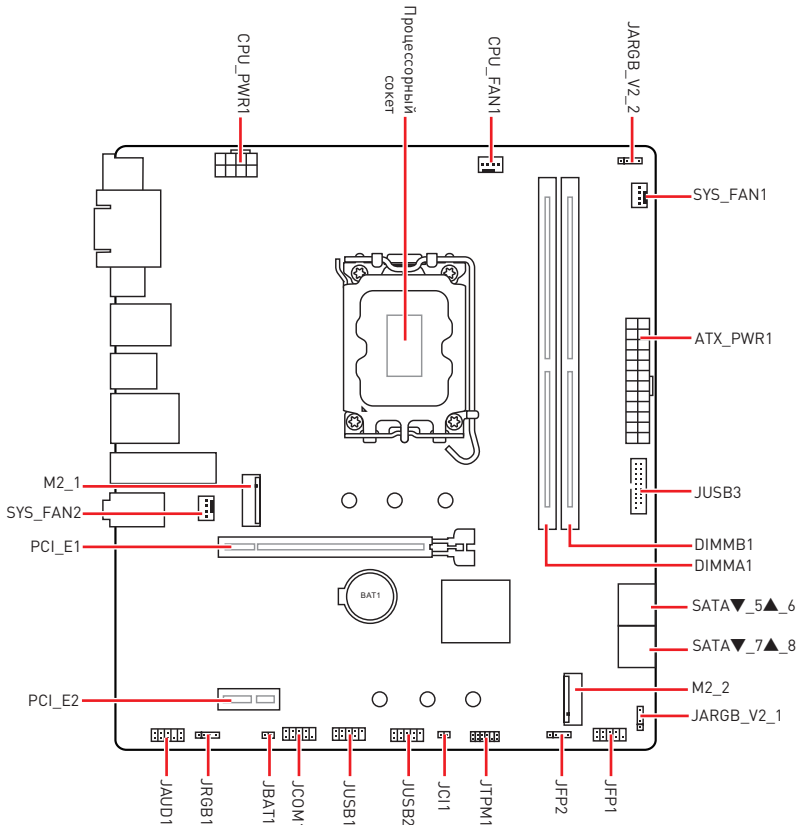 CPU_PWR1
Процессорный
сокет
CPU_FAN1
JARGB_V2_2
SYS_FAN1
ATX_PWR1
M2_1
SYS_FAN2
PCI_E1
JUSB3
DIMMB1
DIMMA1
BAT1
SATA▼_5▲_6
SATA▼_7▲_8
M2_2
PCI_E2
JARGB_V2_1
JAUD1
JRGB1
JBAT1
JCOM1
JUSB1
JUSB2
JCI1
JTPM1
JFP2
JFP1